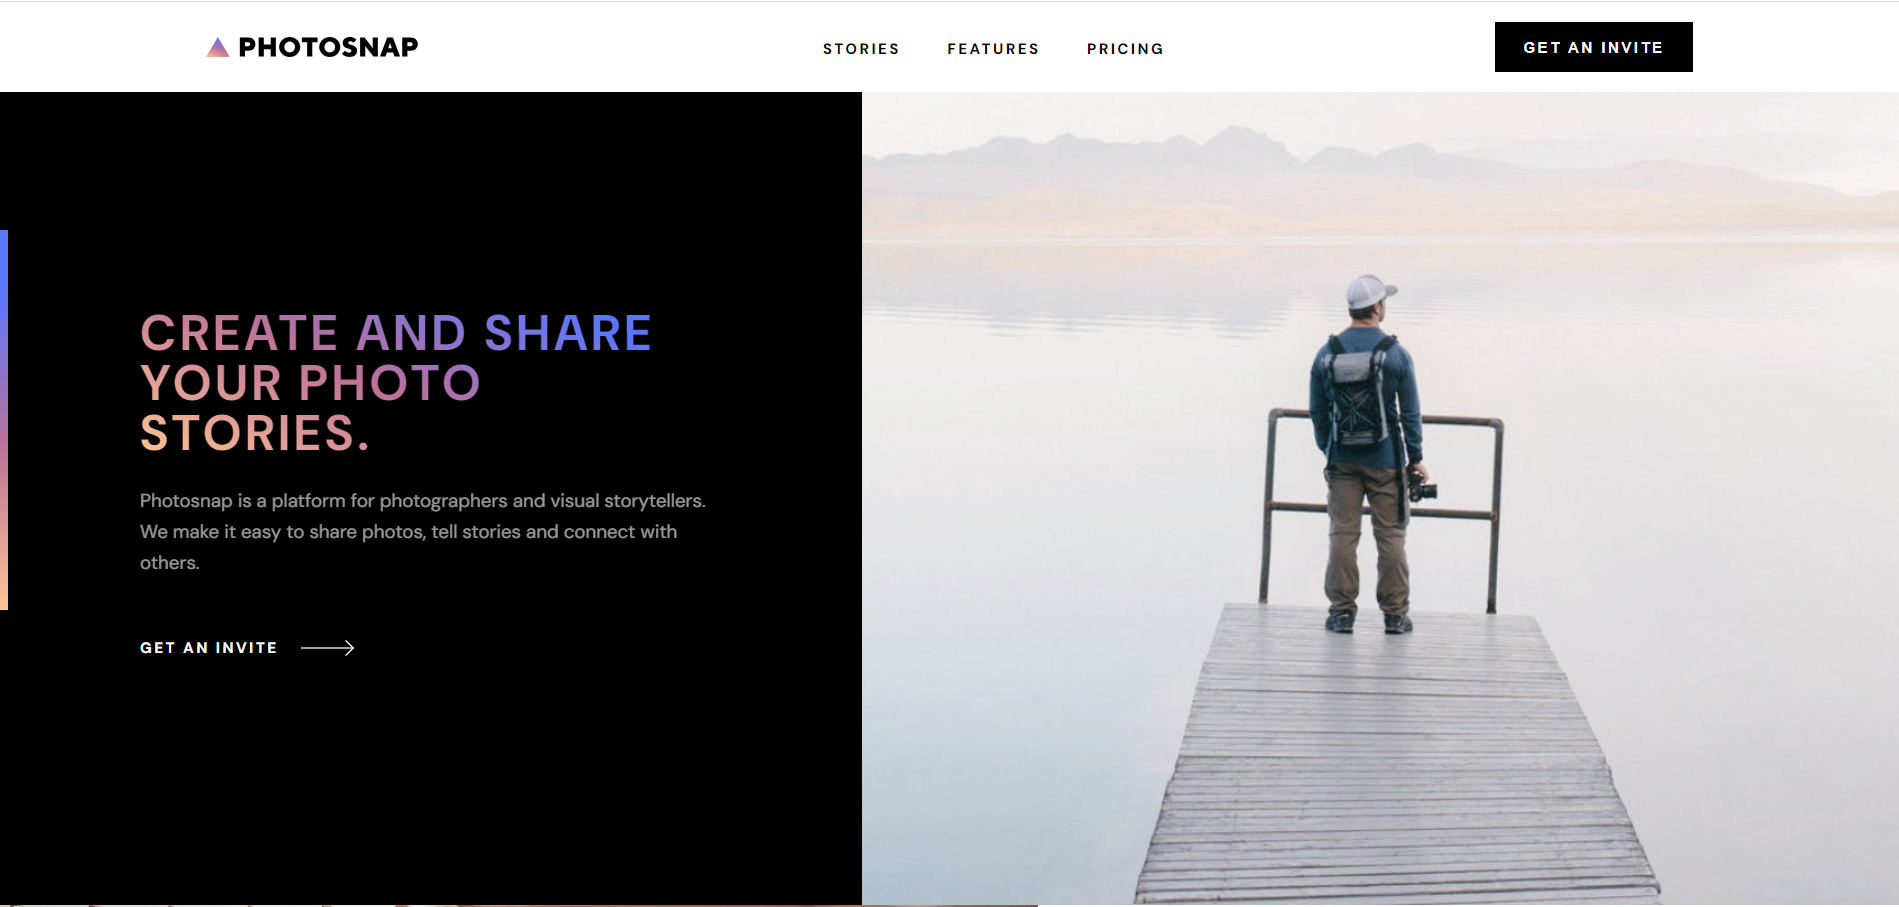 PHOTOSNAP
STORIES FEATURES PRICING
GET AN INVITE
CREATE AND SHARE
YOUR PHOTO
STORIES.
Photosnap is a platform for photographers and visual storytellers.
We make it easy to share photos, tell stories and connect with
others.
GET AN INVITE